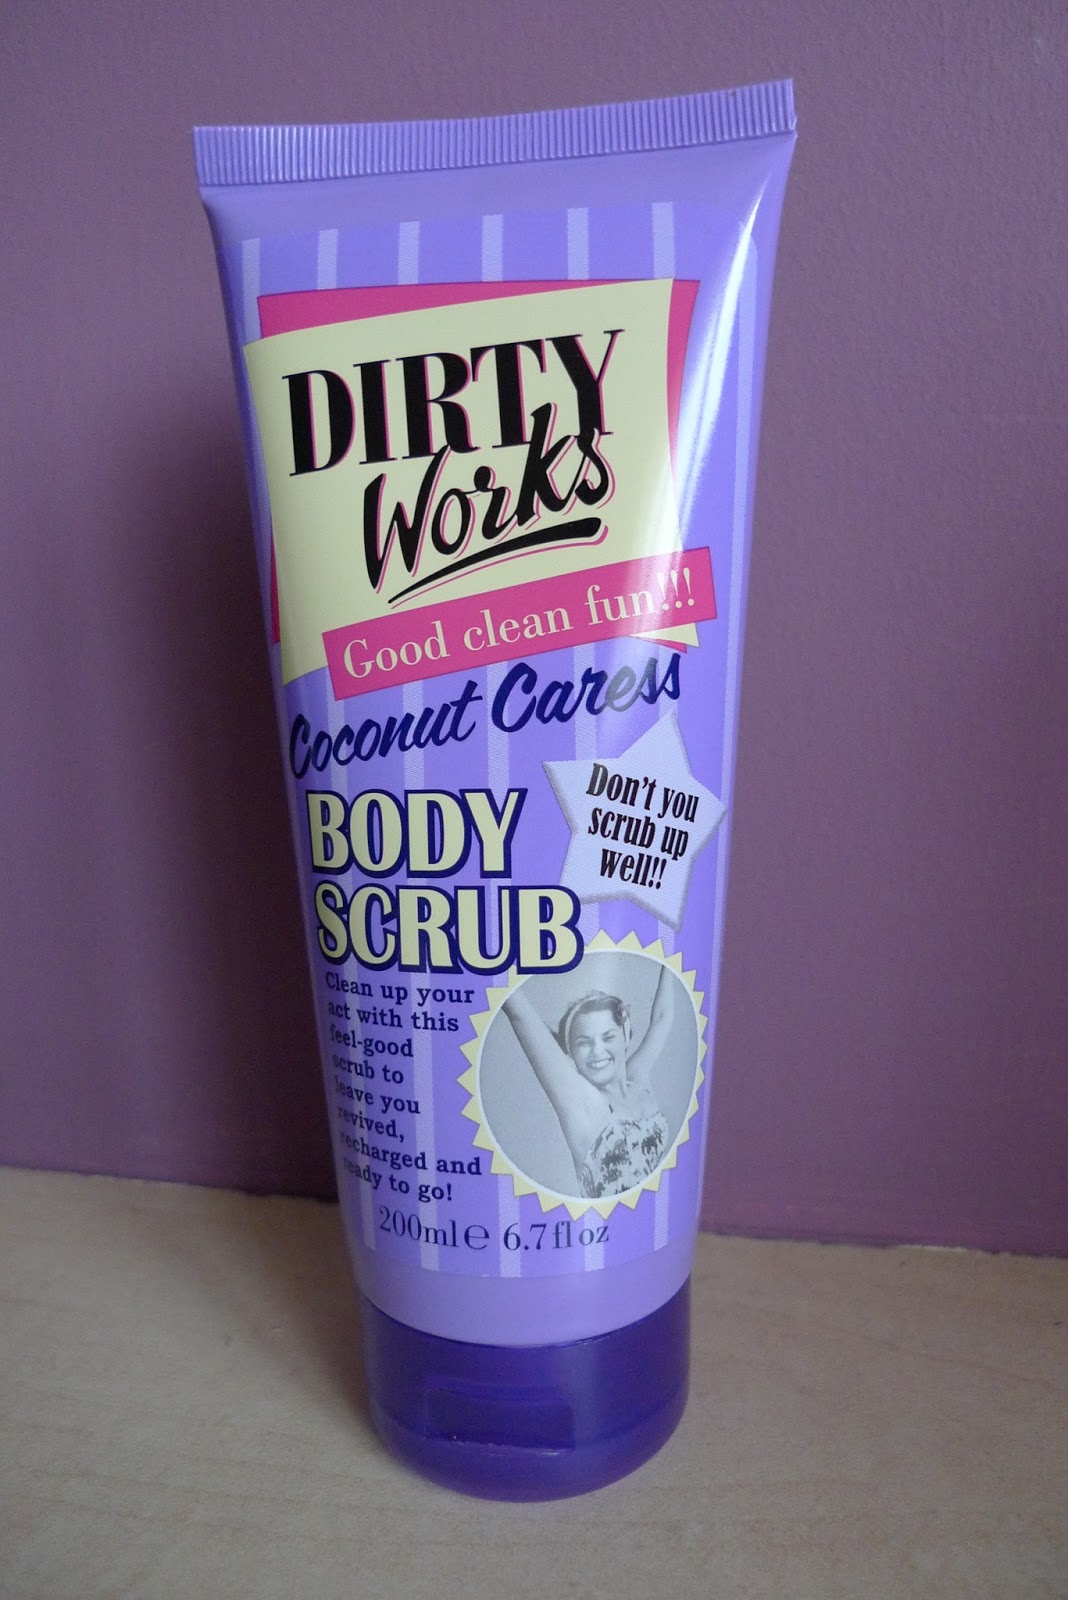 DIRTY
Works
Good clean fun!!!
Coconut Caress
BODY
SCRUB
Don't you
scrub up
well!!
Clean up your
act with this
feel-good
scrub to
leave you
revived,
recharged and
ready to go!
200ml ℮ 6.7 fl oz